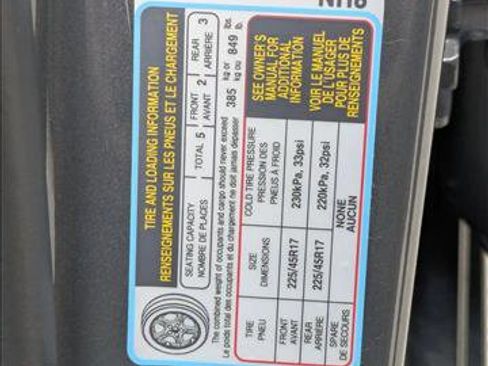 NH8
TIRE AND LOADING INFORMATION
RENSEIGNEMENTS SUR LES PNEUS ET LE CHARGEMENT
SEATING CAPACITY
NOMBRE DE PLACES
TOTAL 5
FRONT
AVANT 2
REAR
ARRIÈRE 3
The combined weight of occupants and cargo should never exceed
Le poids total des occupants et du chargement ne doit jamais dépasser
385 kg or
kg ou
849 lbs.
lb.
TIRE
PNEU
SIZE
DIMENSIONS
COLD TIRE PRESSURE
PRESSION DES
PNEUS À FROID
FRONT
AVANT
225/45R17
230kPa, 33psi
REAR
ARRIERE
225/45R17
220kPa, 32psi
SPARE
DE SECOURS
NONE
AUCUN
SEE OWNER'S
MANUAL FOR
ADDITIONAL
INFORMATION
VOIR LE MANUEL
DE L'USAGER
POUR PLUS DE
RENSEIGNEMENTS